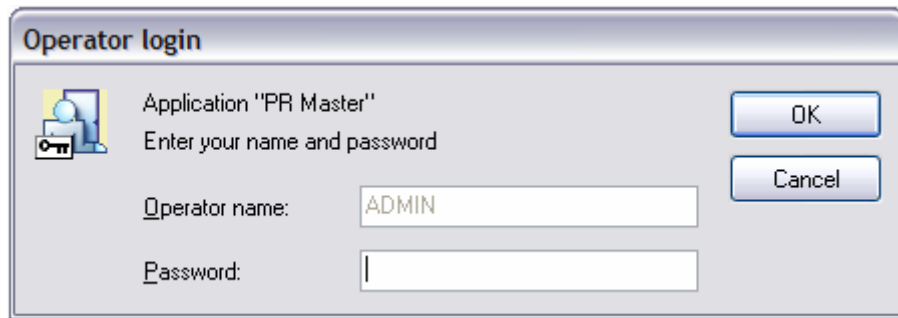 Operator login
Application "PR Master"
Enter your name and password
OK
Cancel
Operator name: ADMIN
Password: